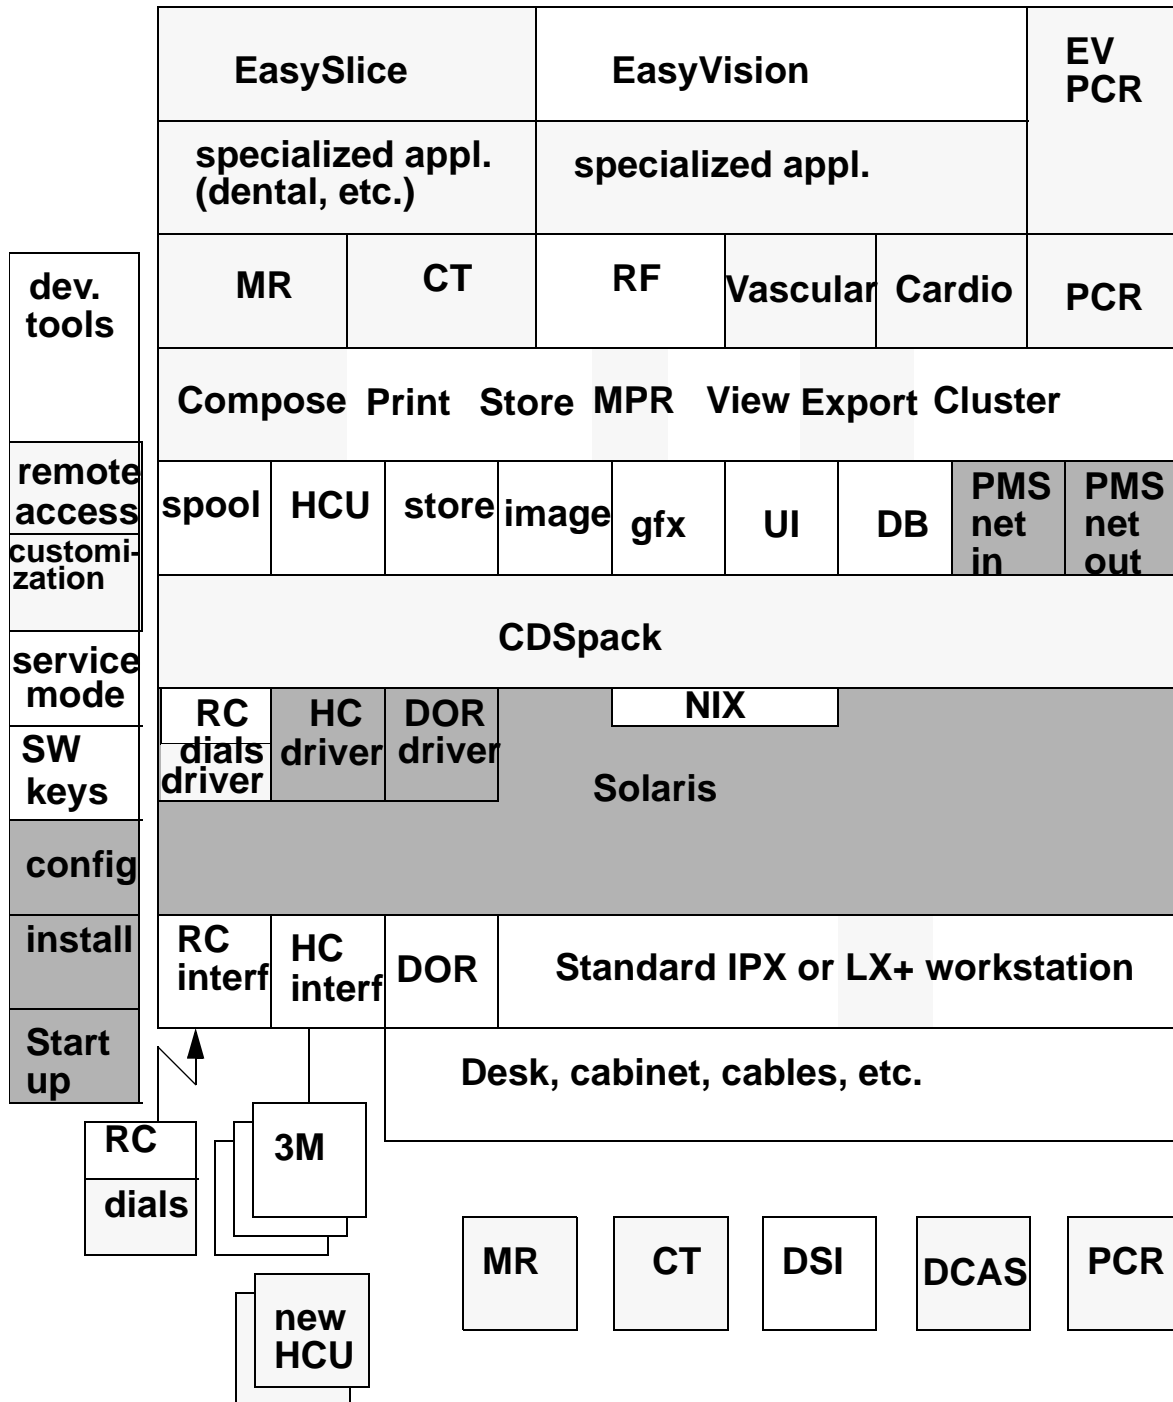 EasySlice
EasyVision
EV
PCR
specialized appl.
(dental, etc.)
specialized appl.
MR
CT
RF
Vascular
Cardio
PCR
Compose
Print
Store
MPR
View
Export
Cluster
spool
HCU
store
image
gfx
UI
DB
PMS
net
in
PMS
net
out
CDSpack
RC
dials
driver
HC
driver
DOR
driver
NIX
Solaris
RC
interf
HC
interf
DOR
Standard IPX or LX+ workstation
Desk, cabinet, cables, etc.
dev.
tools
remote
access
customi-
zation
service
mode
SW
keys
config
install
Start
up
RC
dials
3M
new
HCU
MR
CT
DSI
DCAS
PCR